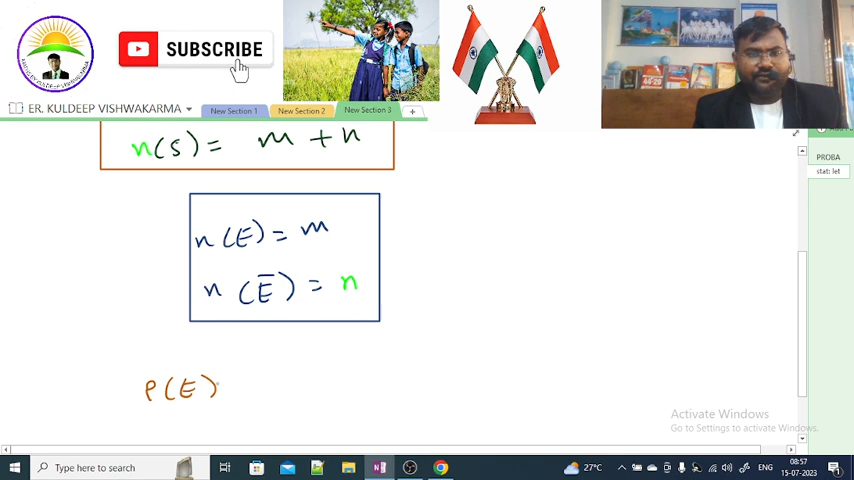 SUBSCRIBE
ER. KULDEEP VISHWAKARMA
New Section 1
New Section 2
New Section 3
+
n(S) = m + n
n(E) = m
n(E̅) = n
P(E)
PROBA
stat: let
Activate Windows
Go to Settings to activate Windows.
Type here to search
27°C
ENG
08:57
15-07-2023